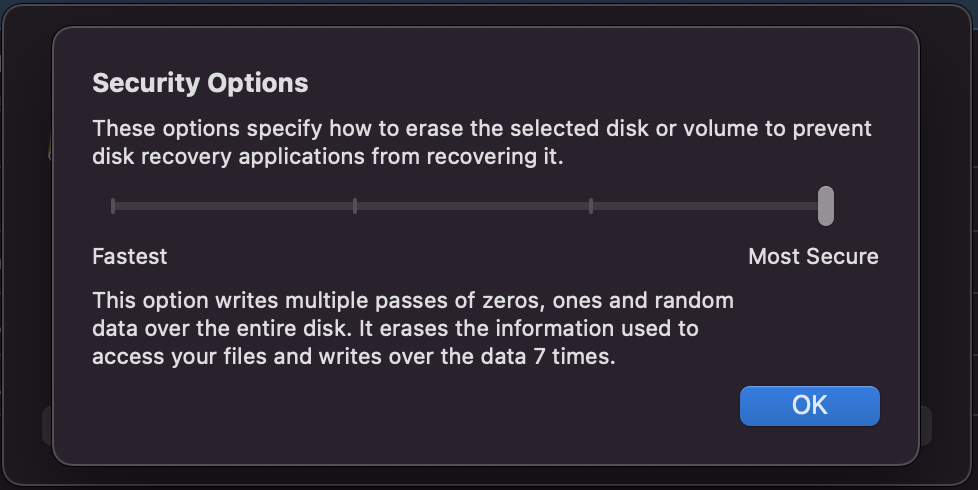 Security Options
These options specify how to erase the selected disk or volume to prevent
disk recovery applications from recovering it.
Fastest
Most Secure
This option writes multiple passes of zeros, ones and random
data over the entire disk. It erases the information used to
access your files and writes over the data 7 times.
OK